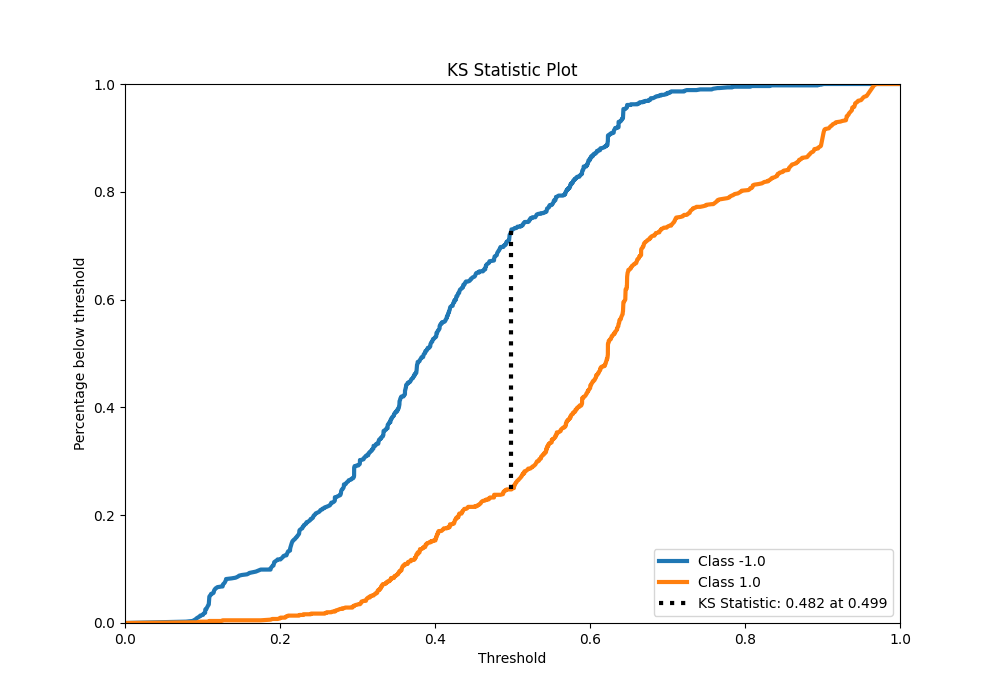 KS Statistic Plot
Percentage below threshold
1.0
0.8
0.6
0.4
0.2
0.0
0.0 0.2 0.4 0.6 0.8 1.0
Threshold
Class -1.0
Class 1.0
KS Statistic: 0.482 at 0.499